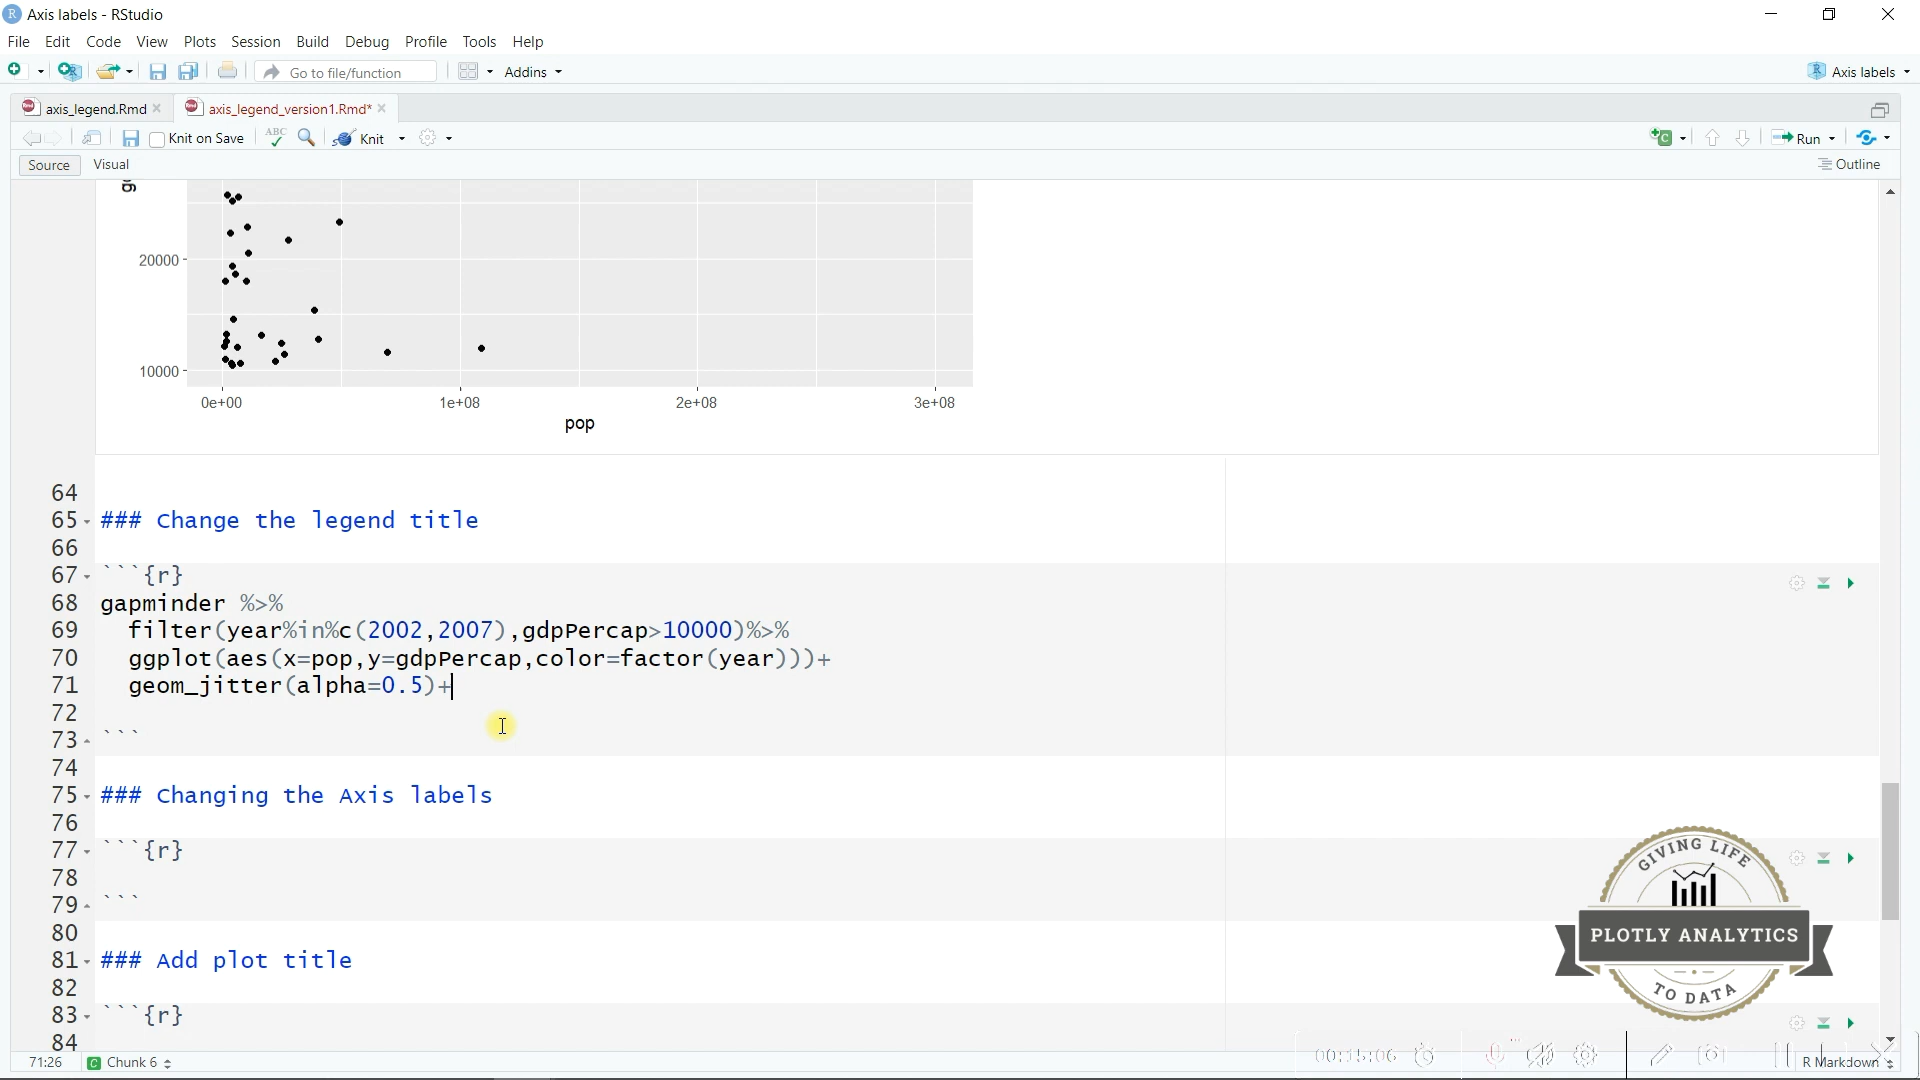 Axis labels - RStudio
File Edit Code View Plots Session Build Debug Profile Tools Help
Go to file/function Addins Axis labels
axis_legend.Rmd axis_legend_version1.Rmd*
Knit on Save ABC Knit Run
Source Visual Outline
20000
10000
0e+00 1e+08 2e+08 3e+08
pop
64
65 ### Change the legend title
66
67 ```{r}
68 gapminder %>%
69 filter(year%in%c(2002,2007),gdpPercap>10000)%>%
70 ggplot(aes(x=pop,y=gdpPercap,color=factor(year)))+
71 geom_jitter(alpha=0.5)+
72
73 ```
74
75 ### Changing the Axis labels
76
77 ```{r}
78
79 ```
80
81 ### Add plot title
82
83 ```{r}
84
GIVING LIFE
PLOTLY ANALYTICS
TO DATA
71:26 Chunk 6 00:15:06 R Markdown